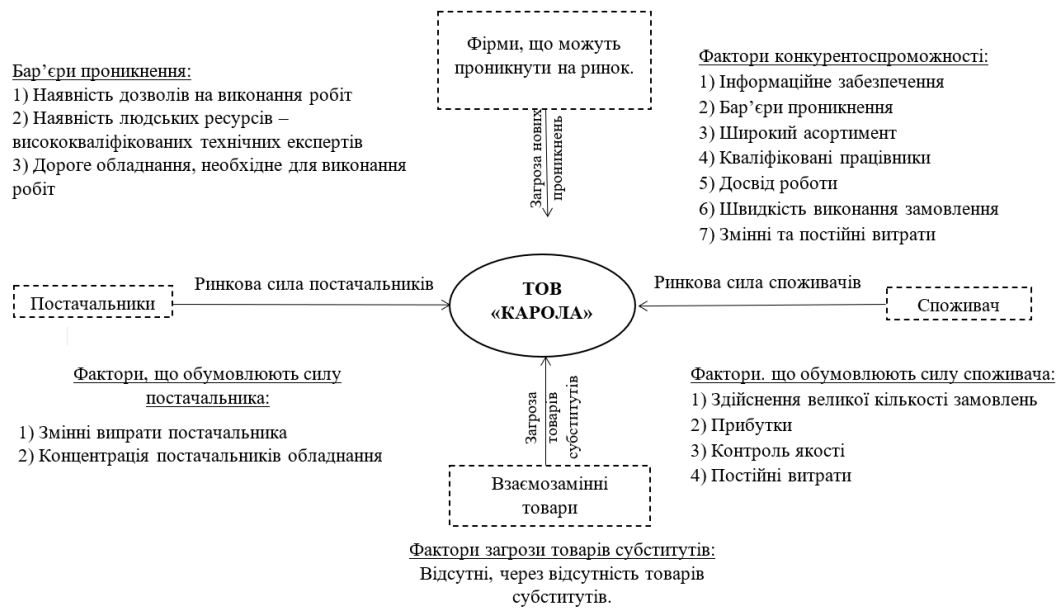 Фірми, що можуть
проникнути на ринок.
Бар’єри проникнення:
1) Наявність дозволів на виконання робіт
2) Наявність людських ресурсів –
висококваліфікованих технічних експертів
3) Дороге обладнання, необхідне для виконання
робіт
Загроза нових
проникнень
Фактори конкурентоспроможності:
1) Інформаційне забезпечення
2) Бар’єри проникнення
3) Широкий асортимент
4) Кваліфіковані працівники
5) Досвід роботи
6) Швидкість виконання замовлення
7) Змінні та постійні витрати
Постачальники
Ринкова сила постачальників
ТОВ
«КАРОЛА»
Ринкова сила споживачів
Споживач
Фактори, що обумовлюють силу
постачальника:
1) Змінні випрати постачальника
2) Концентрація постачальників обладнання
Загроза
товарів
субститутів
Фактори. що обумовлюють силу споживача:
1) Здійснення великої кількості замовлень
2) Прибутки
3) Контроль якості
4) Постійні витрати
Взаємозамінні
товари
Фактори загрози товарів субститутів:
Відсутні, через відсутність товарів
субститутів.